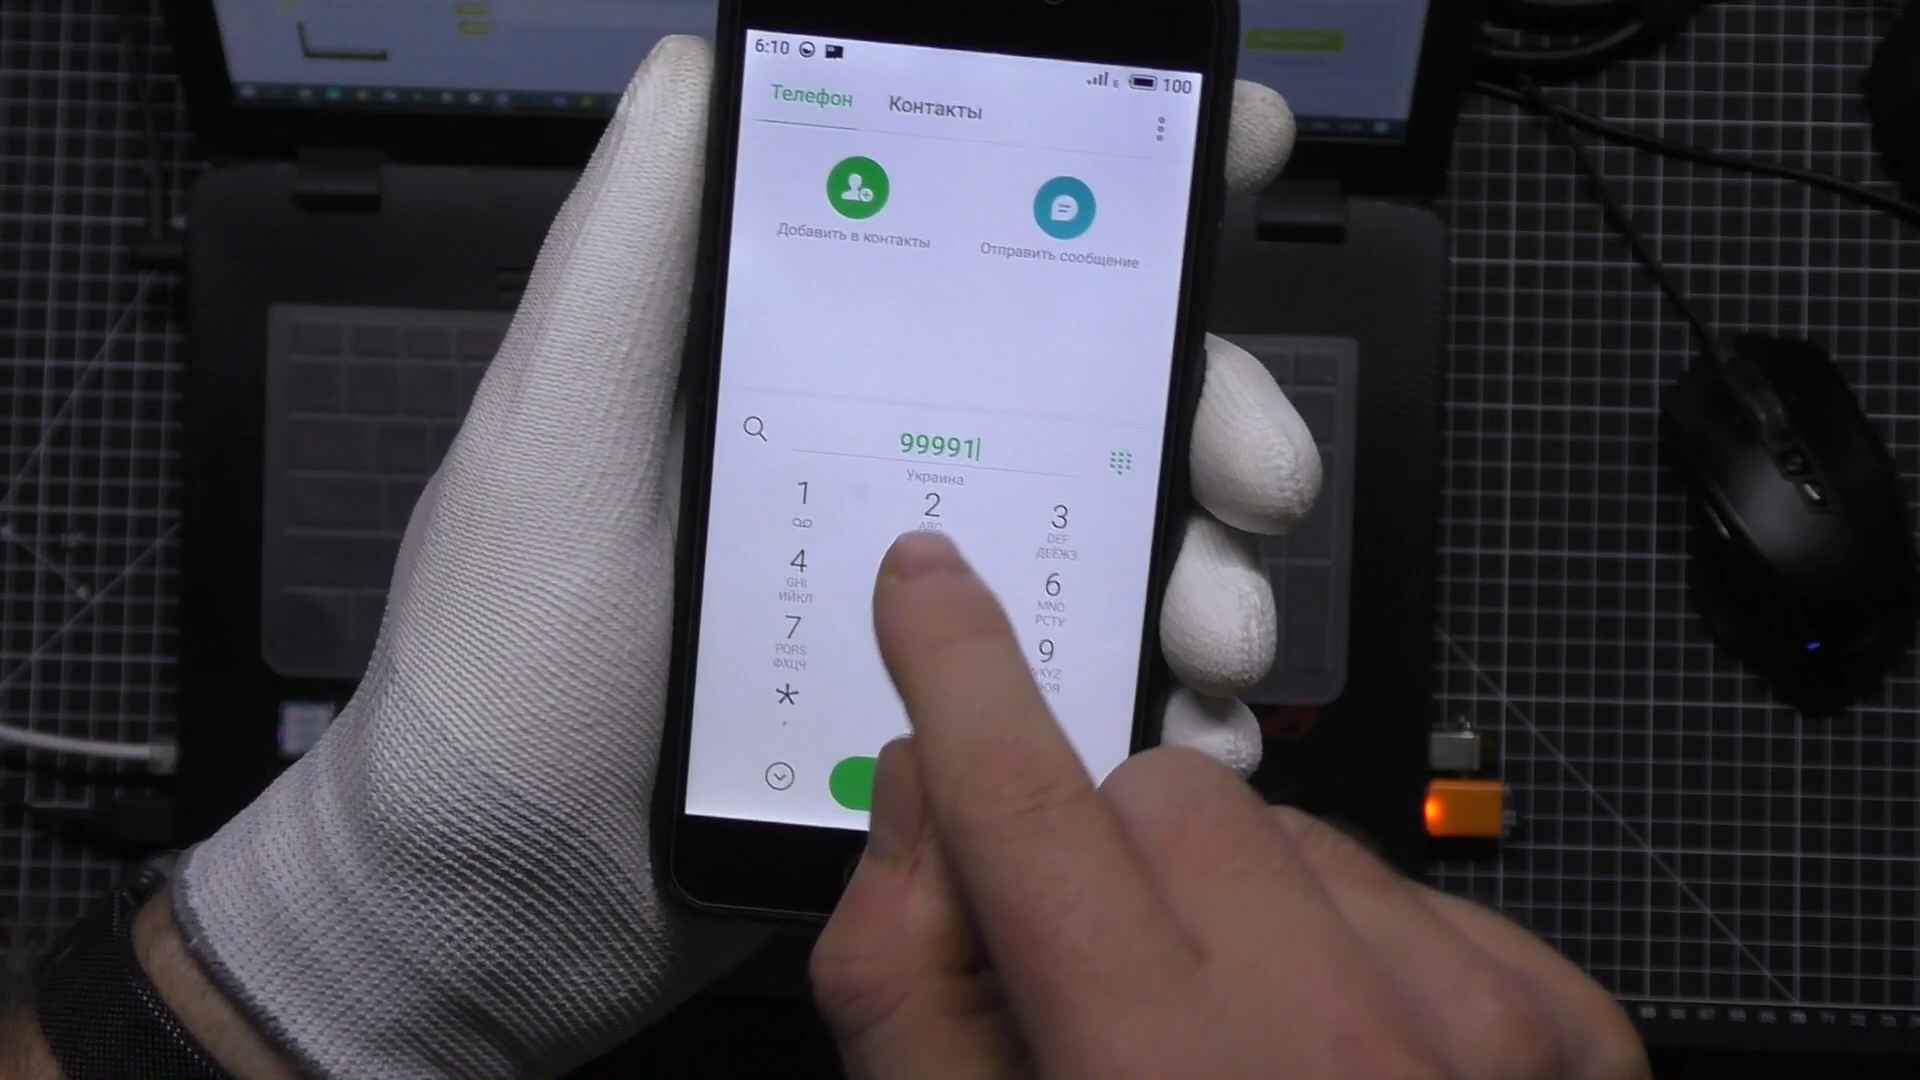 6:10
100
Телефон Контакты
Добавить в контакты
Отправить сообщение
99991
Украина
1 2 3
ABC
DEF
ДЕЁЖЗ
4 6
GHI
MNO
ИЙКЛ
РСТУ
7 9
PQRS
ФХЦЧ
*